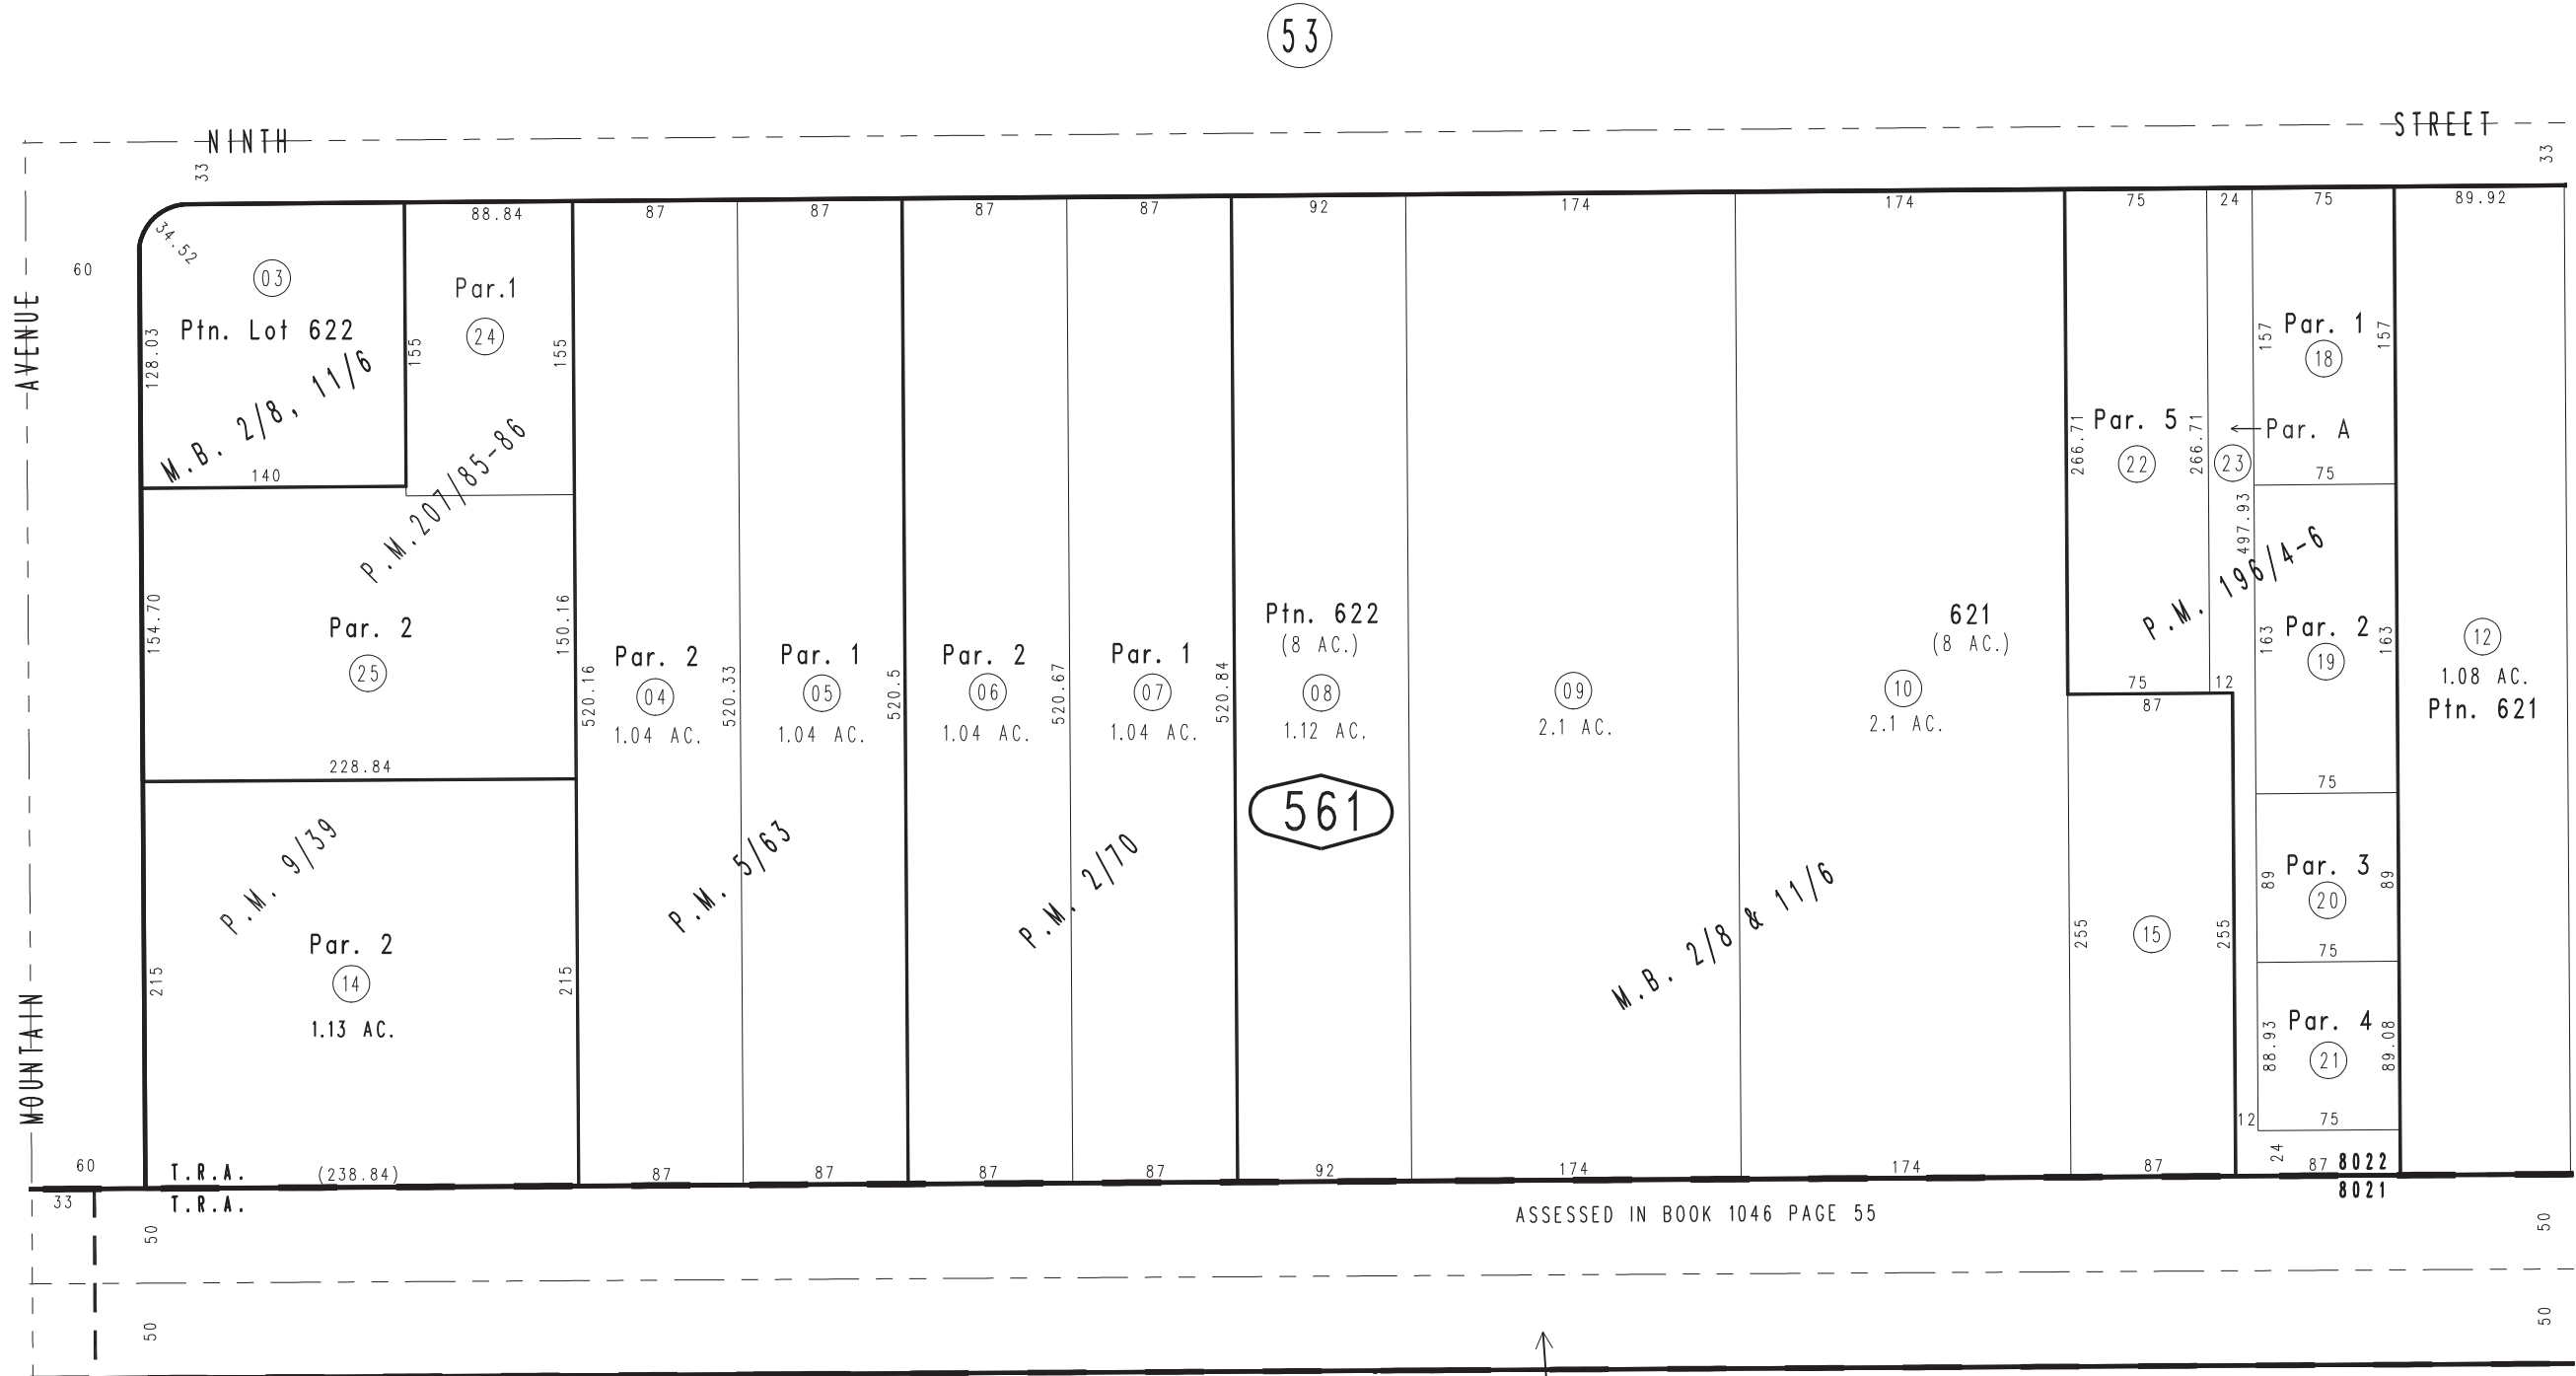 53
NINTH
STREET
33
33
88.84
87
87
87
87
92
174
174
75
24
75
89.92
34.52
60
AVENUE
MOUNTAIN
03
Ptn. Lot 622
128.03
M.B. 2/8, 11/6
140
Par.1
24
155
155
P.M.207/85-86
154.70
Par. 2
25
150.16
228.84
P.M. 9/39
Par. 2
14
1.13 AC.
215
215
520.16
Par. 2
04
1.04 AC.
520.33
Par. 1
05
1.04 AC.
520.5
P.M. 5/63
Par. 2
06
1.04 AC.
520.67
Par. 1
07
1.04 AC.
520.84
P.M. 2/70
Ptn. 622
(8 AC.)
08
1.12 AC.
561
09
2.1 AC.
621
(8 AC.)
10
2.1 AC.
M.B. 2/8 & 11/6
266.71
Par. 5
22
266.71
75
12
87
23
Par. A
497.93
P.M. 196/4-6
255
15
255
157
Par. 1
18
157
75
163
Par. 2
19
163
75
89
Par. 3
20
89
75
88.93
Par. 4
21
89.08
12
75
24
12
1.08 AC.
Ptn. 621
60
T.R.A.
(238.84)
87
87
87
87
92
174
174
87
87
8022
33
T.R.A.
8021
ASSESSED IN BOOK 1046 PAGE 55
50
50
50
50